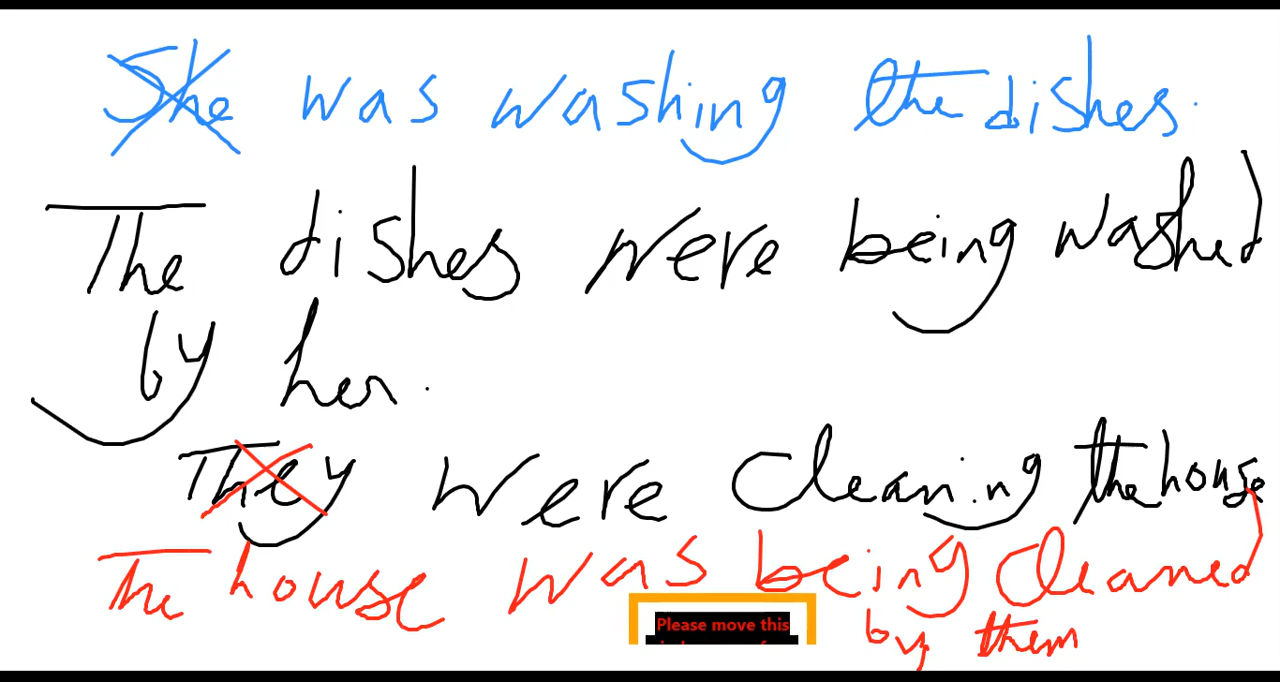 She was washing the dishes.
The dishes were being washed
by her.
They were cleaning the house
The house was being cleaned
by them
Please move this